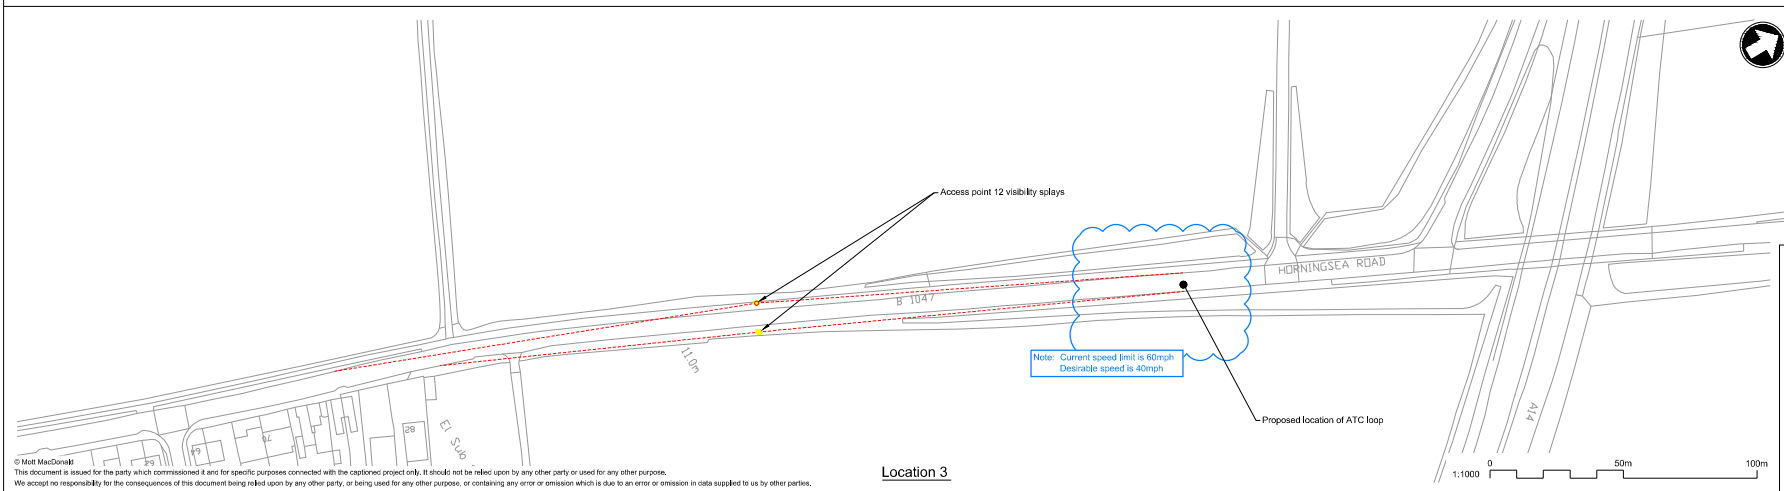 Access point 12 visibility splays
HORNINGSEA ROAD
B 1047
11.0m
Note: Current speed limit is 60mph
Desirable speed is 40mph
Proposed location of ATC loop
A14
82
70
64
62
El Sub
© Mott MacDonald
This document is issued for the party which commissioned it and for specific purposes connected with the captioned project only. It should not be relied upon by any other party or used for any other purpose.
We accept no responsibility for the consequences of this document being relied upon by any other party, or being used for any other purpose, or containing any error or omission which is due to an error or omission in data supplied to us by other parties.
Location 3
1:1000
0 50m 100m